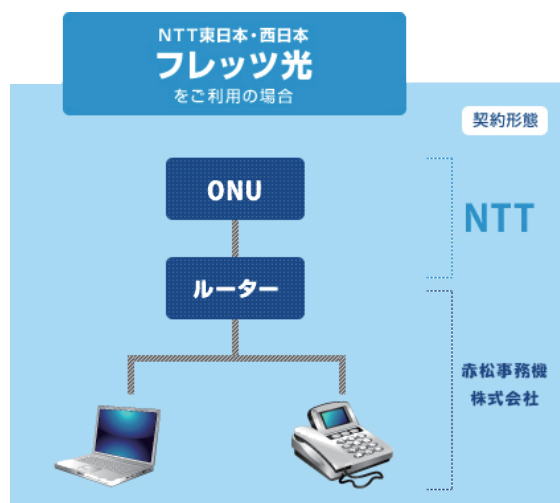 NTT東日本・西日本
フレッツ光
をご利用の場合
契約形態
ONU
NTT
ルーター
赤松事務機
株式会社